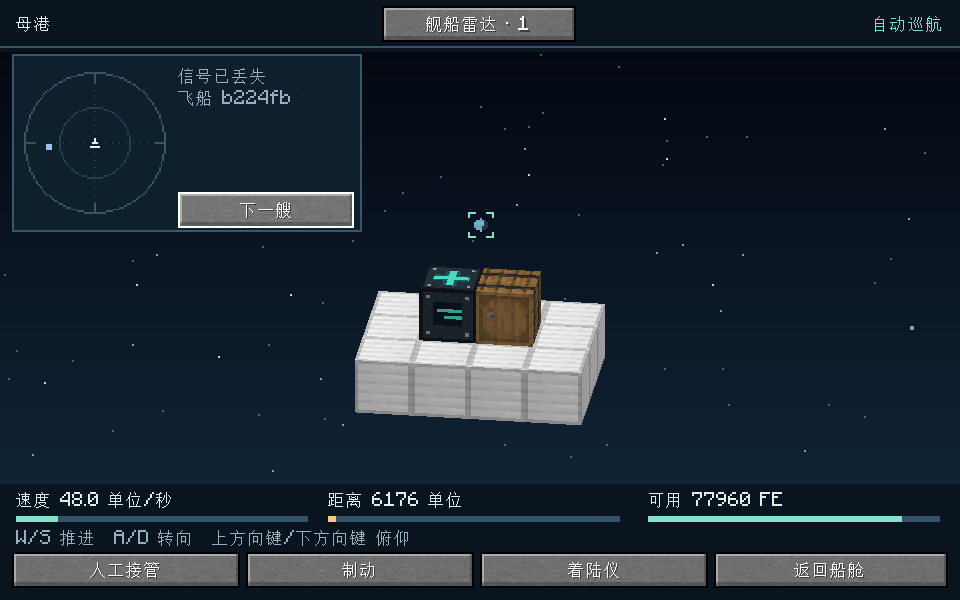 母港
舰船雷达 · 1
自动巡航
信号已丢失
飞船 b224fb
下一艘
速度 48.0 单位/秒
距离 6176 单位
可用 77960 FE
W/S 推进 A/D 转向 上方向键/下方向键 俯仰
人工接管
制动
着陆仪
返回船舱